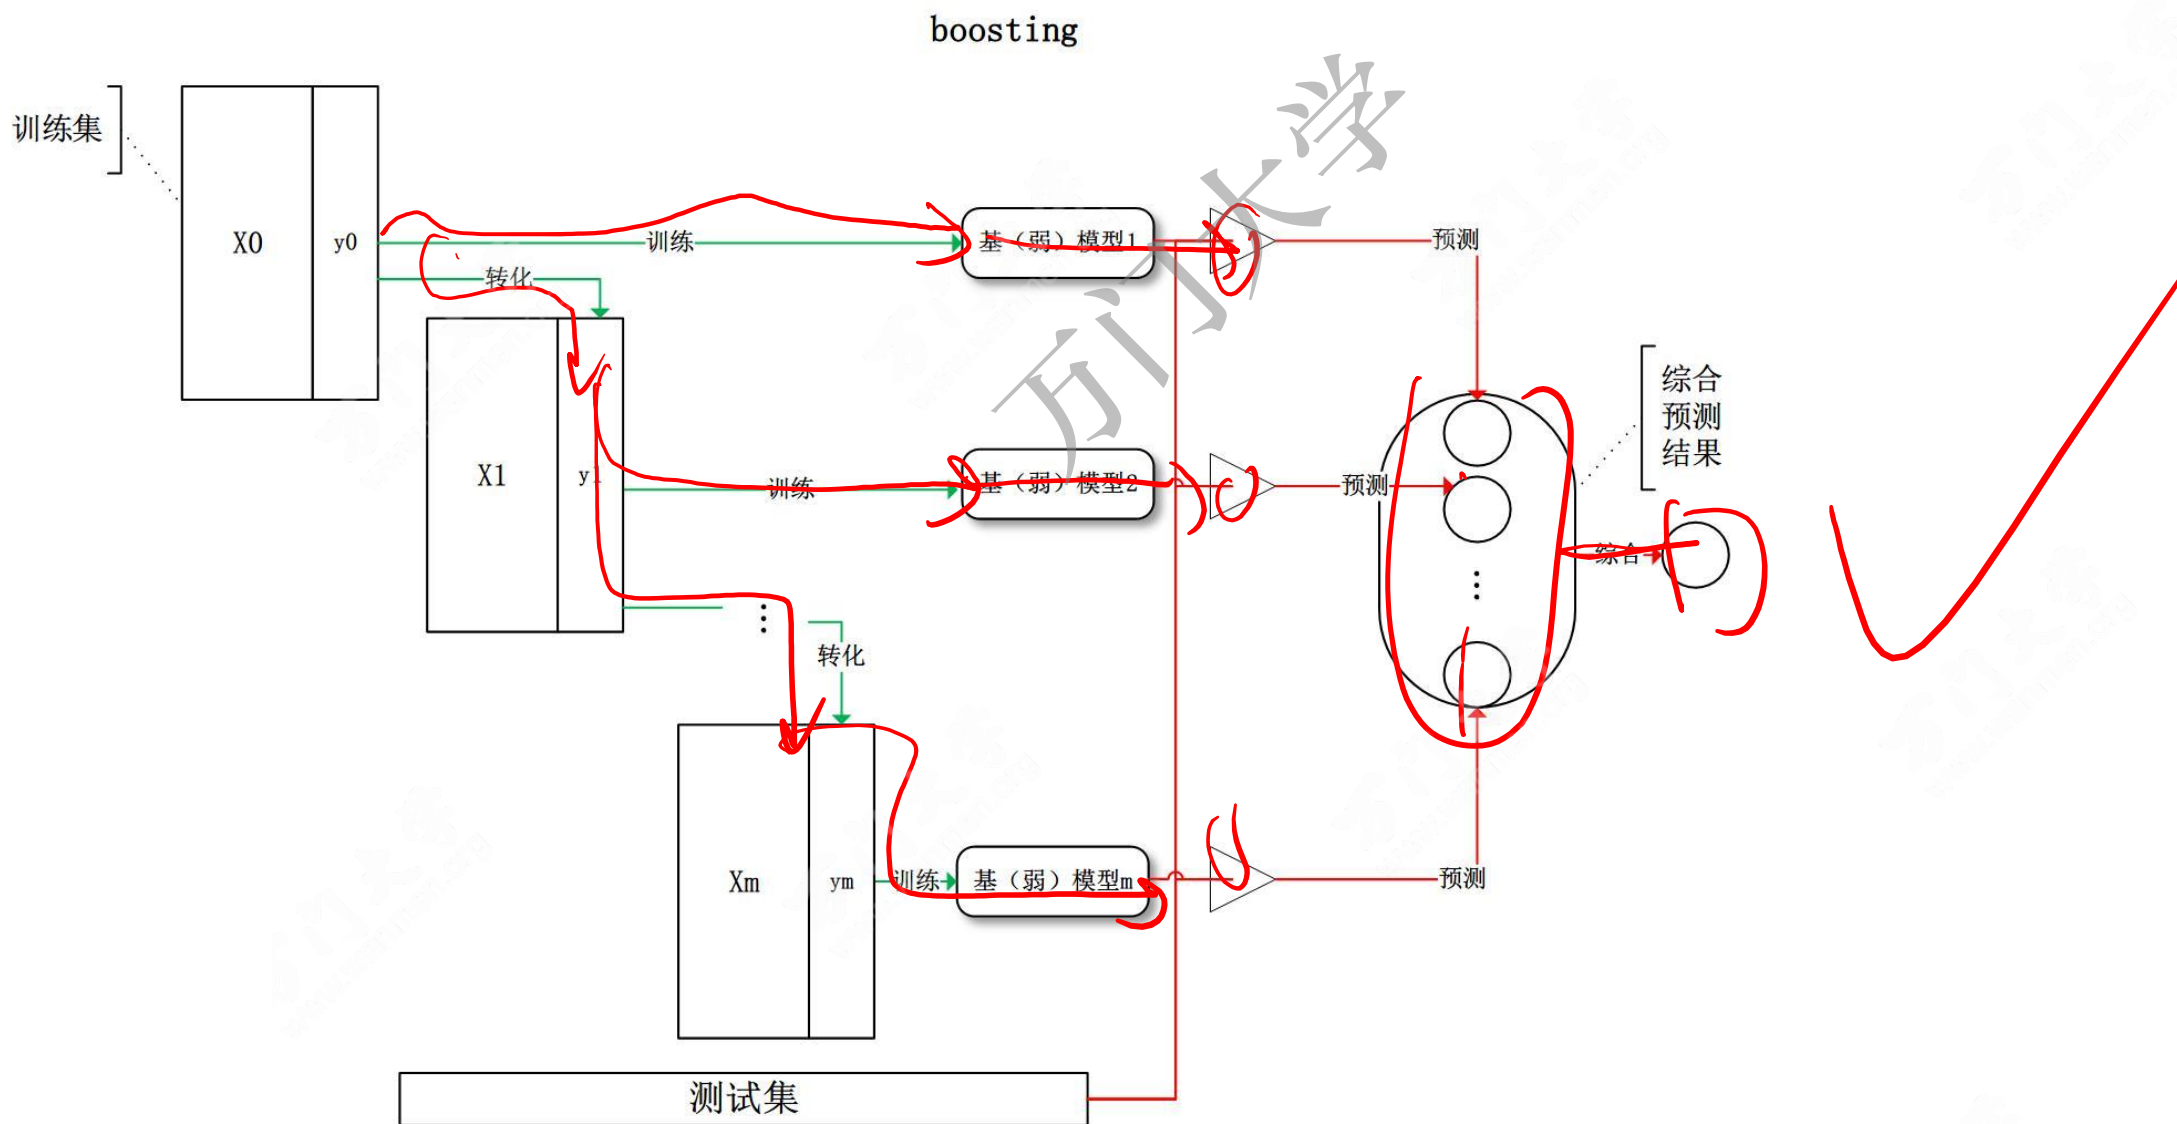 boosting
训练集
X0
y0
训练
基（弱）模型1
预测
转化
万门大学
综合
预测
结果
X1
y1
训练
基（弱）模型2
预测
综合
⋮
⋮
转化
Xm
ym
训练
基（弱）模型m
预测
测试集